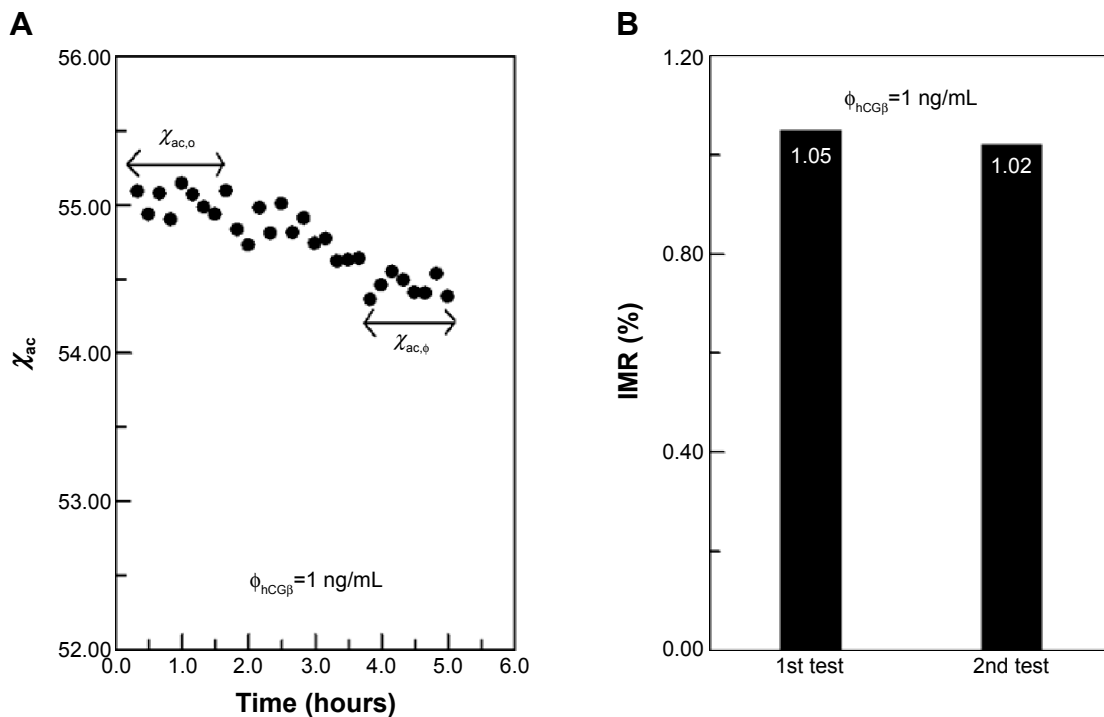 A
56.00
55.00
54.00
53.00
52.00
χac
χac,o
χac,ϕ
ϕhCGβ=1 ng/mL
0.0 1.0 2.0 3.0 4.0 5.0 6.0
Time (hours)
B
1.20
0.80
0.40
0.00
IMR (%)
ϕhCGβ=1 ng/mL
1.05
1.02
1st test 2nd test